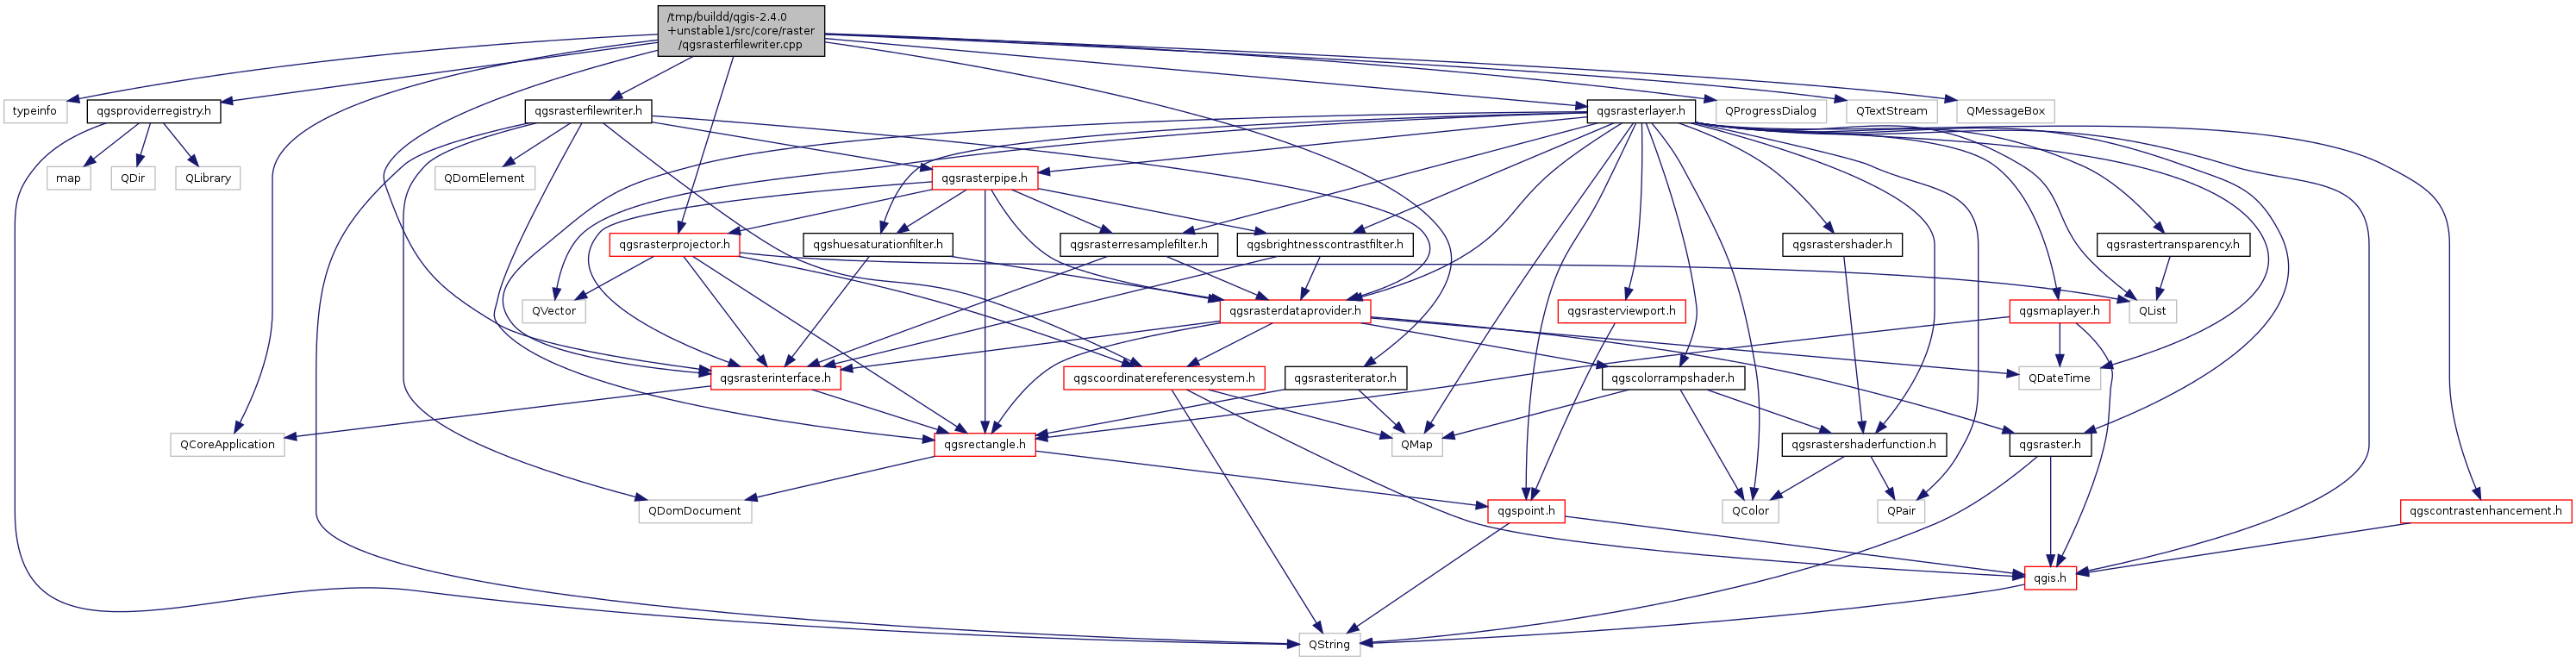 /tmp/buildd/qgis-2.4.0
+unstable1/src/core/raster
/qgsrasterfilewriter.cpp
typeinfo
qgsproviderregistry.h
qgsrasterfilewriter.h
qgsrasterlayer.h
QProgressDialog
QTextStream
QMessageBox
map
QDir
QLibrary
QDomElement
qgsrasterpipe.h
qgsrasterprojector.h
qgshuesaturationfilter.h
qgsrasterresamplefilter.h
qgsbrightnesscontrastfilter.h
qgsrastershader.h
qgsrastertransparency.h
QVector
qgsrasterdataprovider.h
qgsrasterviewport.h
qgsmaplayer.h
QList
qgsrasterinterface.h
qgscoordinatereferencesystem.h
qgsrasteriterator.h
qgscolorrampshader.h
QDateTime
QCoreApplication
qgsrectangle.h
QMap
qgsrastershaderfunction.h
qgsraster.h
QDomDocument
qgspoint.h
QColor
QPair
qgscontrastenhancement.h
qgis.h
QString